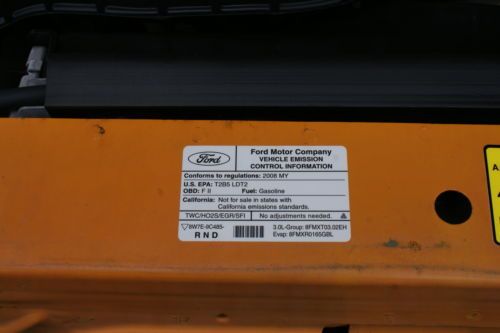 Ford
Ford Motor Company
VEHICLE EMISSION
CONTROL INFORMATION
Conforms to regulations: 2008 MY
U.S. EPA: T2B5 LDT2
OBD: F II Fuel: Gasoline
California: Not for sale in states with
California emissions standards.
TWC/HO2S/EGR/SFI No adjustments needed.
8W7E-9C485-
RND
3.0L-Group: 8FMXT03.02EH
Evap: 8FMXR0165GBL
A